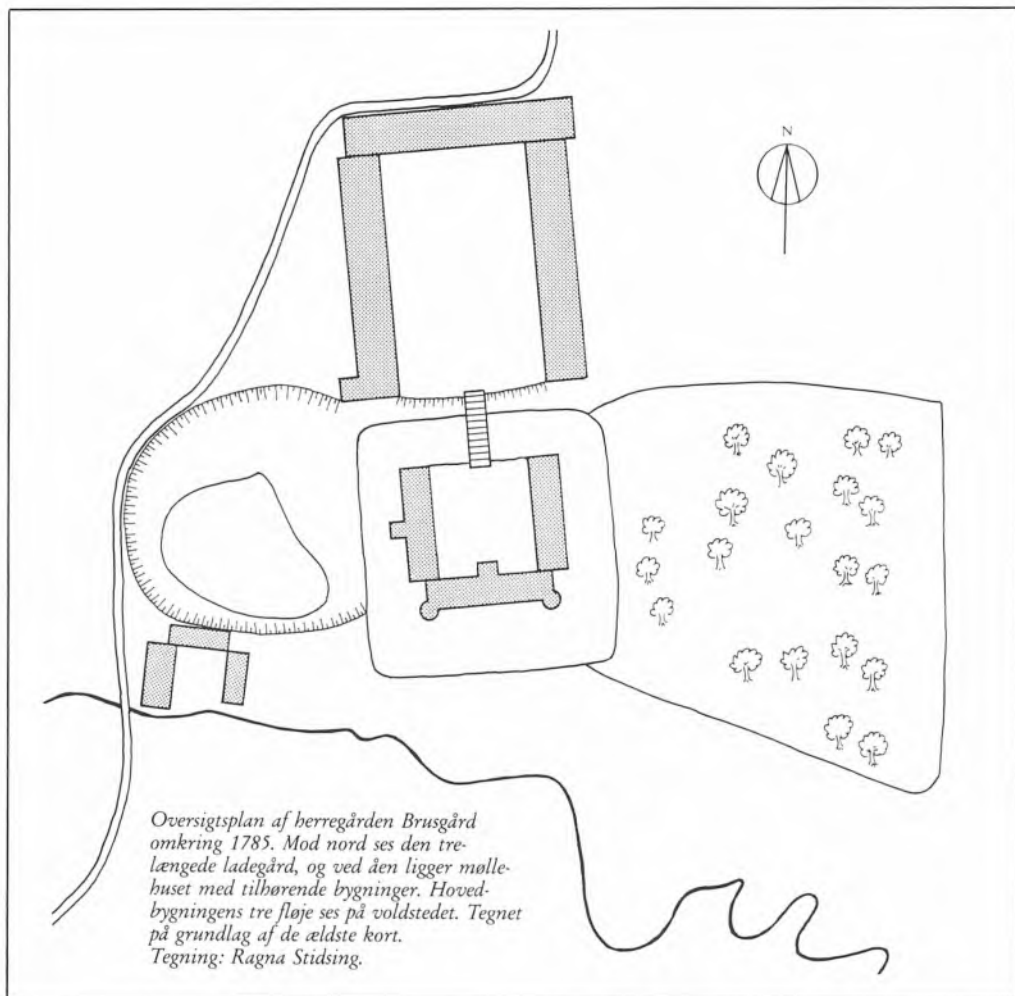 N
Oversigtsplan af herregården Brusgård
omkring 1785. Mod nord ses den tre-
længede ladegård, og ved åen ligger mølle-
huset med tilhørende bygninger. Hoved-
bygningens tre fløje ses på voldstedet. Tegnet
på grundlag af de ældste kort.
Tegning: Ragna Stidsing.